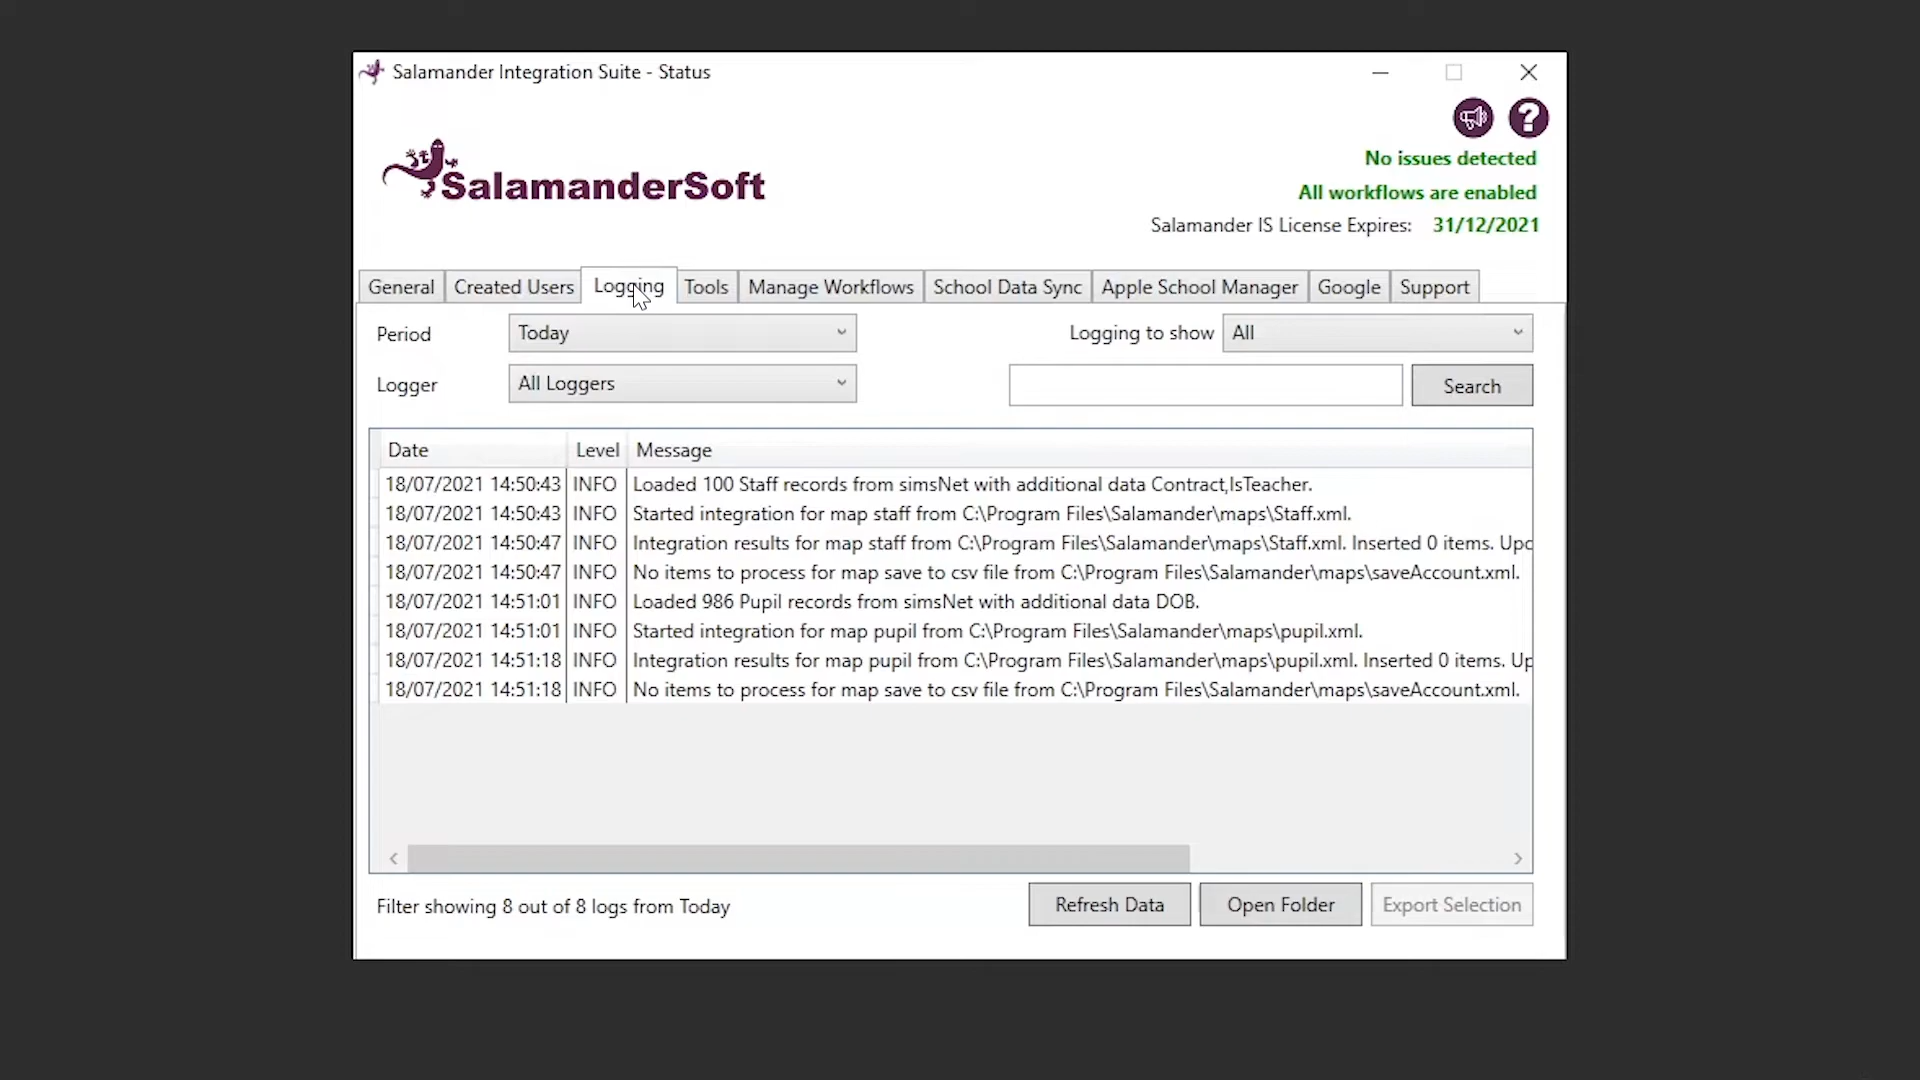 Salamander Integration Suite - Status
SalamanderSoft
No issues detected
All workflows are enabled
Salamander IS License Expires: 31/12/2021
General Created Users Logging Tools Manage Workflows School Data Sync Apple School Manager Google Support
Period Today Logging to show All
Logger All Loggers Search
Date Level Message
18/07/2021 14:50:43 INFO Loaded 100 Staff records from simsNet with additional data Contract,IsTeacher.
18/07/2021 14:50:43 INFO Started integration for map staff from C:\Program Files\Salamander\maps\Staff.xml.
18/07/2021 14:50:47 INFO Integration results for map staff from C:\Program Files\Salamander\maps\Staff.xml. Inserted 0 items. Upd
18/07/2021 14:50:47 INFO No items to process for map save to csv file from C:\Program Files\Salamander\maps\saveAccount.xml.
18/07/2021 14:51:01 INFO Loaded 986 Pupil records from simsNet with additional data DOB.
18/07/2021 14:51:01 INFO Started integration for map pupil from C:\Program Files\Salamander\maps\pupil.xml.
18/07/2021 14:51:18 INFO Integration results for map pupil from C:\Program Files\Salamander\maps\pupil.xml. Inserted 0 items. Up
18/07/2021 14:51:18 INFO No items to process for map save to csv file from C:\Program Files\Salamander\maps\saveAccount.xml.
Filter showing 8 out of 8 logs from Today Refresh Data Open Folder Export Selection